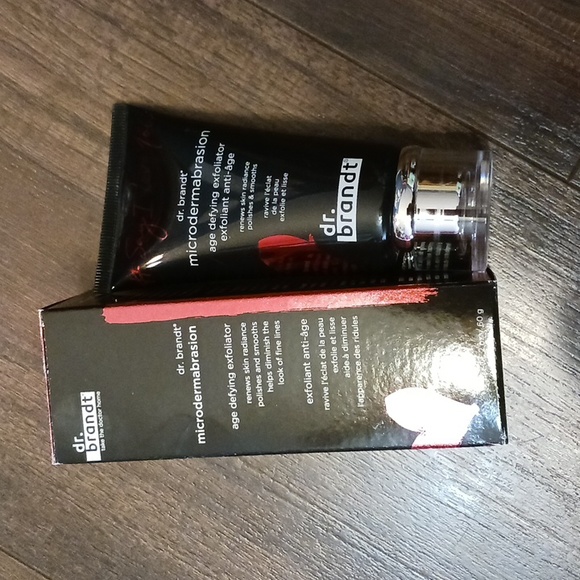 dr. brandt®
microdermabrasion
age defying exfoliator
exfoliant anti-âge
renews skin radiance
polishes & smooths
ravive l'éclat
de la peau
exfolie et lisse
dr.
brandt
dr.
brandt
take the doctor home
dr. brandt®
microdermabrasion
age defying exfoliator
renews skin radiance
polishes and smooths
helps diminish the
look of fine lines
exfoliant anti-âge
ravive l'éclat de la peau
exfolie et lisse
aide à diminuer
l'apparence des ridules
60 g